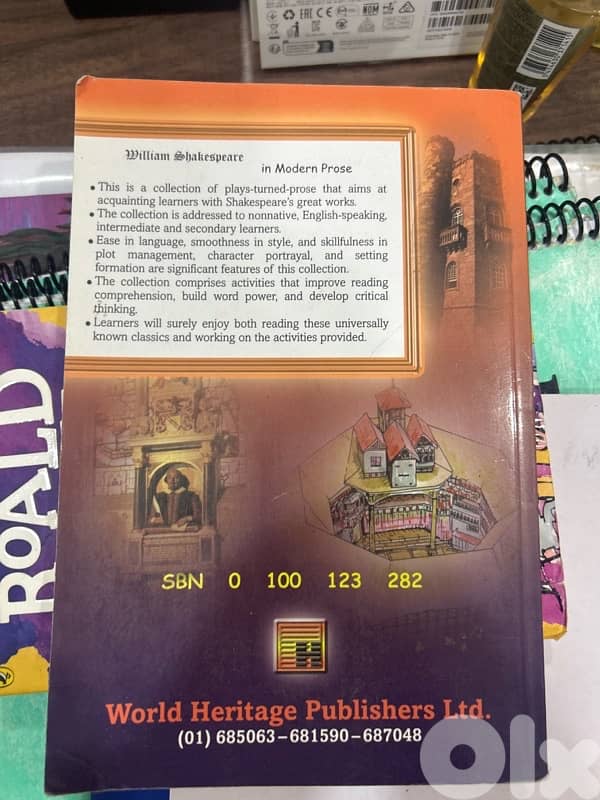 William Shakespeare
in Modern Prose
• This is a collection of plays-turned-prose that aims at
acquainting learners with Shakespeare's great works.
• The collection is addressed to nonnative, English-speaking,
intermediate and secondary learners.
• Ease in language, smoothness in style, and skillfulness in
plot management, character portrayal, and setting
formation are significant features of this collection.
• The collection comprises activities that improve reading
comprehension, build word power, and develop critical
thinking.
• Learners will surely enjoy both reading these universally
known classics and working on the activities provided.
ROALD
SBN 0 100 123 282
World Heritage Publishers Ltd.
(01) 685063-681590-687048
olx